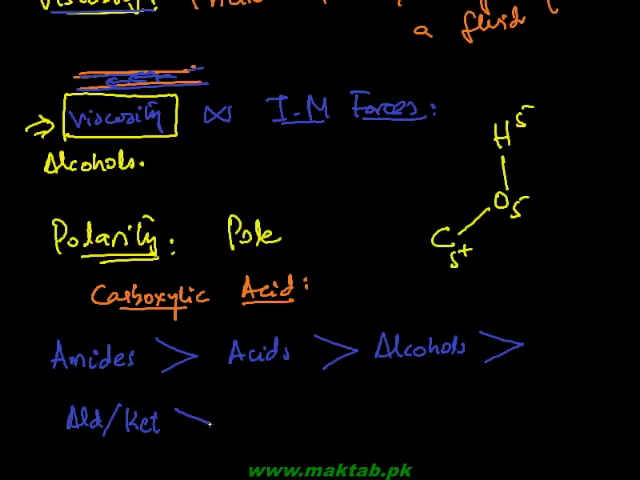 a fluid
Viscosity ∝ I-M Forces:
Alcohols.
H δ-
O δ-
C δ+
Polarity: Pole
Carboxylic Acid:
Amides > Acids > Alcohols >
Ald/Ket
www.maktab.pk